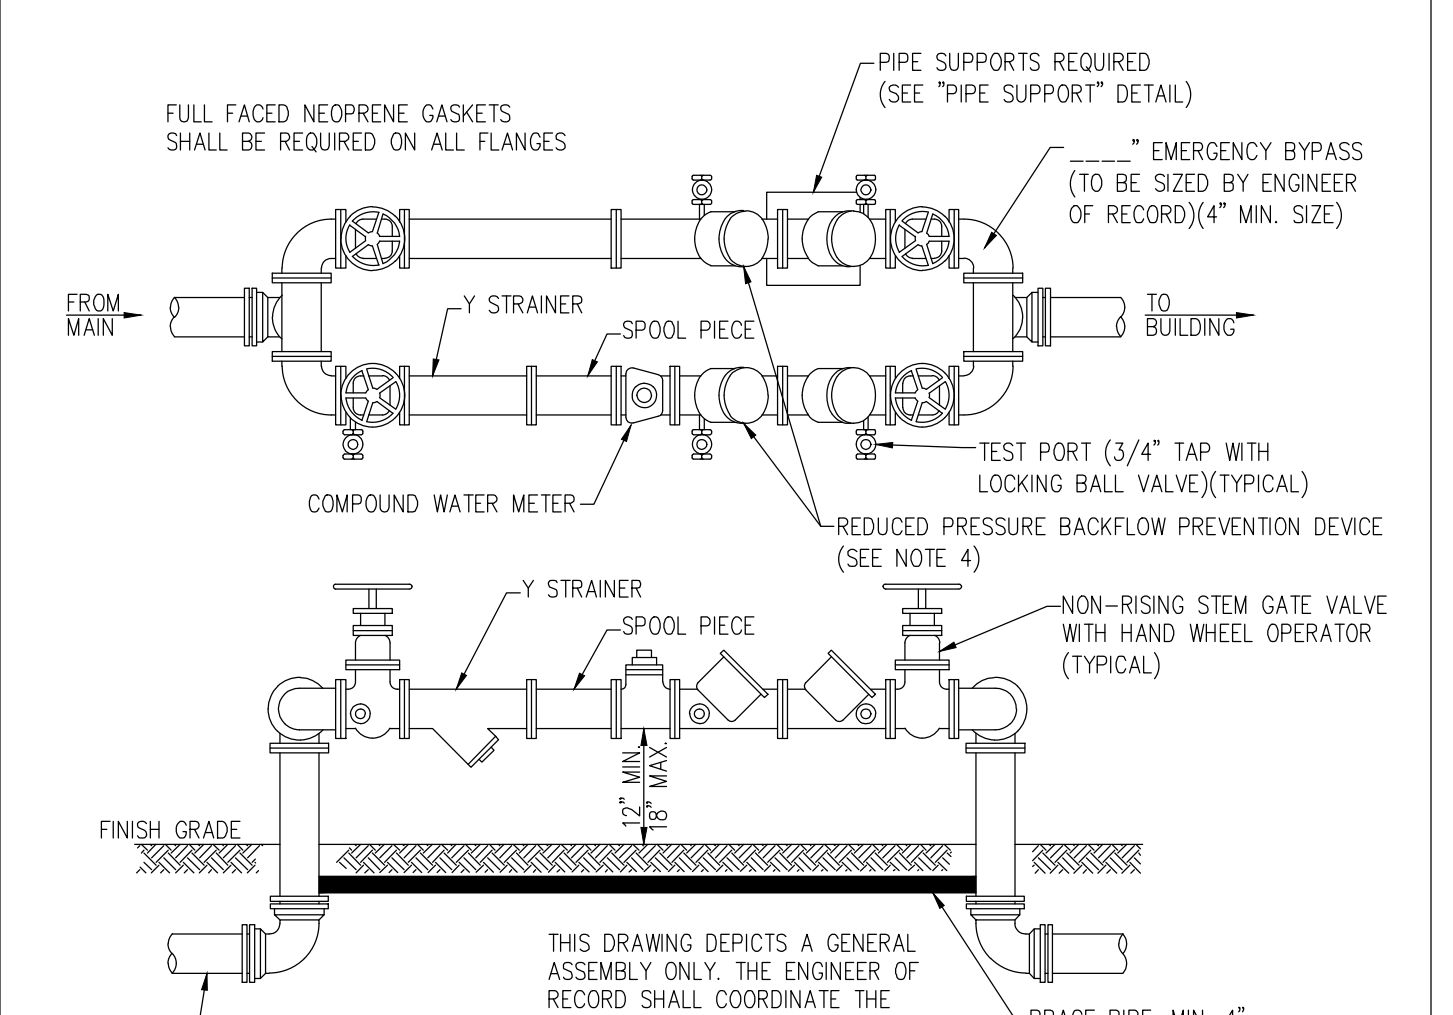 PIPE SUPPORTS REQUIRED
(SEE "PIPE SUPPORT" DETAIL)
FULL FACED NEOPRENE GASKETS
SHALL BE REQUIRED ON ALL FLANGES
____" EMERGENCY BYPASS
(TO BE SIZED BY ENGINEER
OF RECORD)(4" MIN. SIZE)
FROM
MAIN
Y STRAINER
SPOOL PIECE
TO
BUILDING
TEST PORT (3/4" TAP WITH
LOCKING BALL VALVE)(TYPICAL)
COMPOUND WATER METER
REDUCED PRESSURE BACKFLOW PREVENTION DEVICE
(SEE NOTE 4)
Y STRAINER
SPOOL PIECE
NON-RISING STEM GATE VALVE
WITH HAND WHEEL OPERATOR
(TYPICAL)
12" MIN.
18" MAX.
FINISH GRADE
THIS DRAWING DEPICTS A GENERAL
ASSEMBLY ONLY. THE ENGINEER OF
RECORD SHALL COORDINATE THE
BRACE PIPE, MIN. 4"